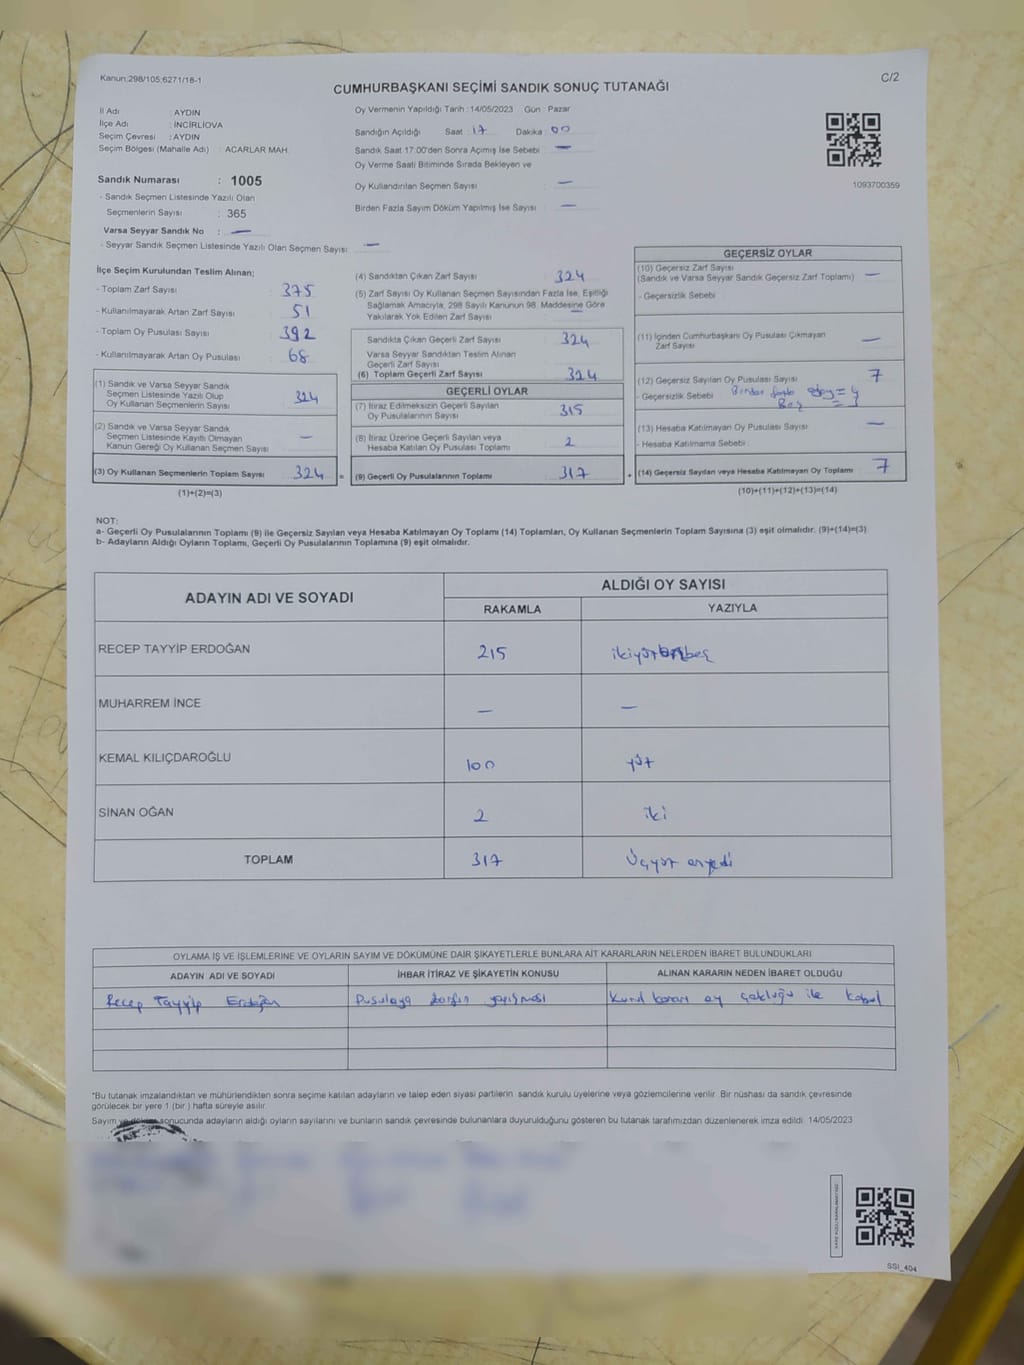 Kanun:298/105;6271/18-1
C/2
CUMHURBAŞKANI SEÇİMİ SANDIK SONUÇ TUTANAĞI
İl Adı : AYDIN
İlçe Adı : İNCİRLİOVA
Seçim Çevresi : AYDIN
Seçim Bölgesi (Mahalle Adı) : ACARLAR MAH.
Oy Vermenin Yapıldığı Tarih : 14/05/2023 Gün : Pazar
Sandığın Açıldığı Saat : 17 Dakika : 00
Sandık Saat 17:00'den Sonra Açılmış İse Sebebi : —
Oy Verme Saati Bitiminde Sırada Bekleyen ve
Oy Kullandırılan Seçmen Sayısı : —
Birden Fazla Sayım Döküm Yapılmış İse Sayısı : —
1093700359
Sandık Numarası : 1005
- Sandık Seçmen Listesinde Yazılı Olan
Seçmenlerin Sayısı : 365
Varsa Seyyar Sandık No : —
- Seyyar Sandık Seçmen Listesinde Yazılı Olan Seçmen Sayısı: —
İlçe Seçim Kurulundan Teslim Alınan;
- Toplam Zarf Sayısı : 375
- Kullanılmayarak Artan Zarf Sayısı : 51
- Toplam Oy Pusulası Sayısı : 392
- Kullanılmayarak Artan Oy Pusulası : 68
(1) Sandık ve Varsa Seyyar Sandık
Seçmen Listesinde Yazılı Olup
Oy Kullanan Seçmenlerin Sayısı : 324
(2) Sandık ve Varsa Seyyar Sandık
Seçmen Listesinde Kayıtlı Olmayan
Kanun Gereği Oy Kullanan Seçmen Sayısı : —
(3) Oy Kullanan Seçmenlerin Toplam Sayısı : 324 =
(1)+(2)=(3)
(4) Sandıktan Çıkan Zarf Sayısı : 324
(5) Zarf Sayısı Oy Kullanan Seçmen Sayısından Fazla İse, Eşitliği
Sağlamak Amacıyla, 298 Sayılı Kanunun 98. Maddesine Göre
Yakılarak Yok Edilen Zarf Sayısı : —
Sandıkta Çıkan Geçerli Zarf Sayısı : 324
Varsa Seyyar Sandıktan Teslim Alınan
Geçerli Zarf Sayısı :
(6) Toplam Geçerli Zarf Sayısı : 324
GEÇERLİ OYLAR
(7) İtiraz Edilmeksizin Geçerli Sayılan
Oy Pusulalarının Sayısı : 315
(8) İtiraz Üzerine Geçerli Sayılan veya
Hesaba Katılan Oy Pusulası Toplamı : 2
(9) Geçerli Oy Pusulalarının Toplamı : 317 +
GEÇERSİZ OYLAR
(10) Geçersiz Zarf Sayısı
(Sandık ve Varsa Seyyar Sandık Geçersiz Zarf Toplamı) : —
- Geçersizlik Sebebi :
(11) İçinden Cumhurbaşkanı Oy Pusulası Çıkmayan
Zarf Sayısı : —
(12) Geçersiz Sayılan Oy Pusulası Sayısı : 7
- Geçersizlik Sebebi : Birden fazla = 4
Boş = 3
(13) Hesaba Katılmayan Oy Pusulası Sayısı : —
- Hesaba Katılmama Sebebi :
(14) Geçersiz Sayılan veya Hesaba Katılmayan Oy Toplamı : 7
(10)+(11)+(12)+(13)=(14)
NOT:
a- Geçerli Oy Pusulalarının Toplamı (9) ile Geçersiz Sayılan veya Hesaba Katılmayan Oy Toplamı (14) Toplamları, Oy Kullanan Seçmenlerin Toplam Sayısına (3) eşit olmalıdır. (9)+(14)=(3)
b- Adayların Aldığı Oyların Toplamı, Geçerli Oy Pusulalarının Toplamına (9) eşit olmalıdır.
ADAYIN ADI VE SOYADI
ALDIĞI OY SAYISI
RAKAMLA YAZIYLA
RECEP TAYYİP ERDOĞAN 215 ikiyüzonbeş
MUHARREM İNCE — —
KEMAL KILIÇDAROĞLU 100 yüz
SİNAN OĞAN 2 iki
TOPLAM 317 Üçyüz onyedi
OYLAMA İŞ VE İŞLEMLERİNE VE OYLARIN SAYIM VE DÖKÜMÜNE DAİR ŞİKAYETLERLE BUNLARA AİT KARARLARIN NELERDEN İBARET BULUNDUKLARI
ADAYIN ADI VE SOYADI İHBAR İTİRAZ VE ŞİKAYETİN KONUSU ALINAN KARARIN NEDEN İBARET OLDUĞU
Recep Tayyip Erdoğan Pusulaya zarfın yapışması Kurul kararı oy çokluğu ile kabul
*Bu tutanak imzalandıktan ve mühürlendikten sonra seçime katılan adayların ve talep eden siyasi partilerin sandık kurulu üyelerine veya gözlemcilerine verilir. Bir nüshası da sandık çevresinde
görülecek bir yere 1 (bir ) hafta süreyle asılır.
Sayım ve döküm sonucunda adayların aldığı oyların sayılarını ve bunların sandık çevresinde bulunanlara duyurulduğunu gösteren bu tutanak tarafımızdan düzenlenerek imza edildi. 14/05/2023
SSI_404